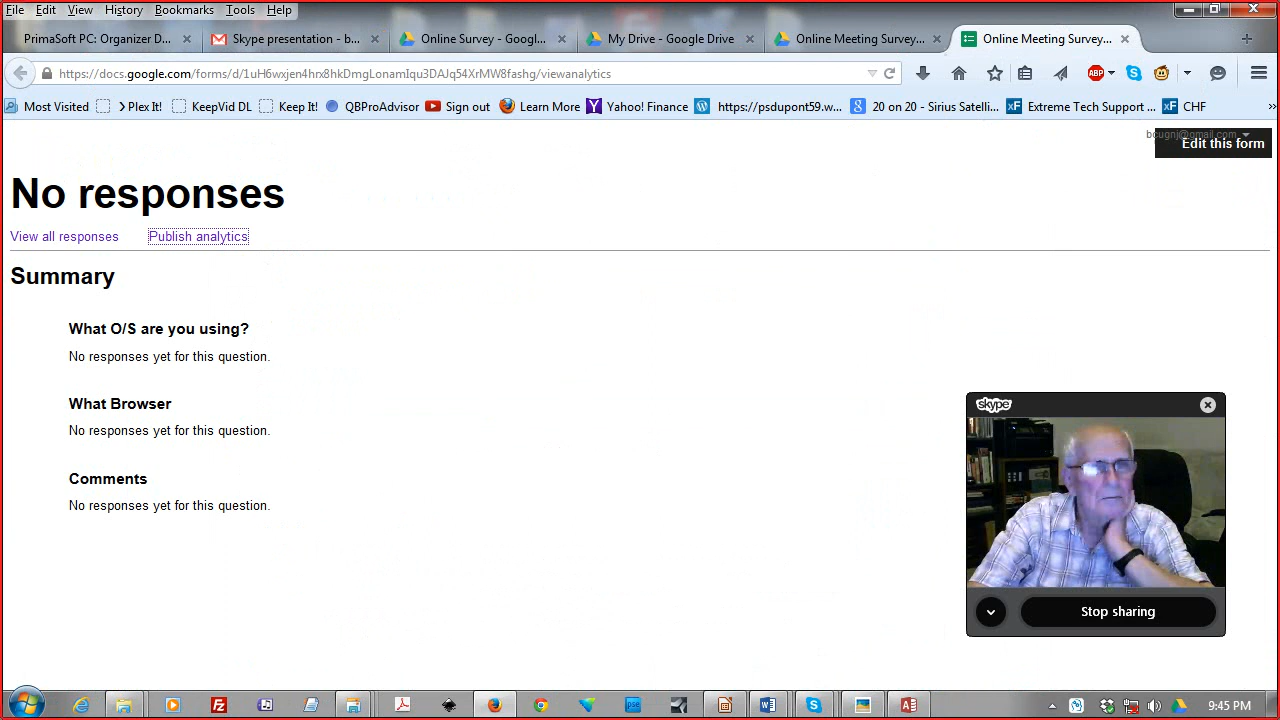 File Edit View History Bookmarks Tools Help
PrimaSoft PC: Organizer D... Skype presentation - b... Online Survey - Googl... My Drive - Google Drive Online Meeting Survey... Online Meeting Survey...
https://docs.google.com/forms/d/1uH6wxjen4hrx8hkDmgLonamIqu3DAJq54XrMW8fashg/viewanalytics
ABP
Most Visited Plex It! KeepVid DL Keep It! QBProAdvisor Sign out Learn More Yahoo! Finance https://psdupont59.w... 20 on 20 - Sirius Satelli... Extreme Tech Support ... CHF
bcugnj@gmail.com
Edit this form
No responses
View all responses Publish analytics
Summary
What O/S are you using?
No responses yet for this question.
What Browser
No responses yet for this question.
Comments
No responses yet for this question.
skype
Stop sharing
9:45 PM